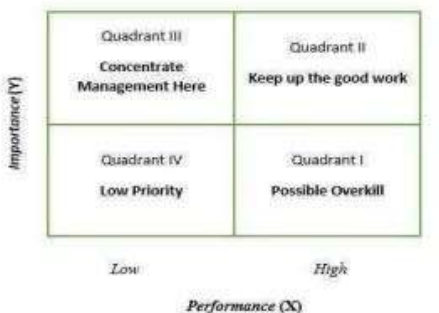 Quadrant III
Concentrate
Management Here
Quadrant II
Keep up the good work
Importance(Y)
Quadrant IV
Low Priority
Quadrant I
Possible Overkill
Low
High
Performance (X)